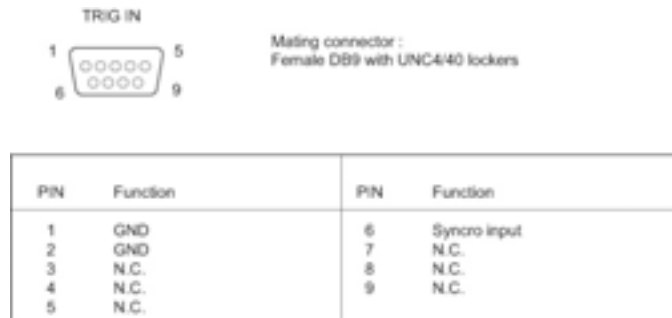 TRIG IN
1 5
6 9
Mating connector :
Female DB9 with UNC4/40 lockers
PIN Function PIN Function
1 GND 6 Syncro input
2 GND 7 N.C.
3 N.C. 8 N.C.
4 N.C. 9 N.C.
5 N.C.